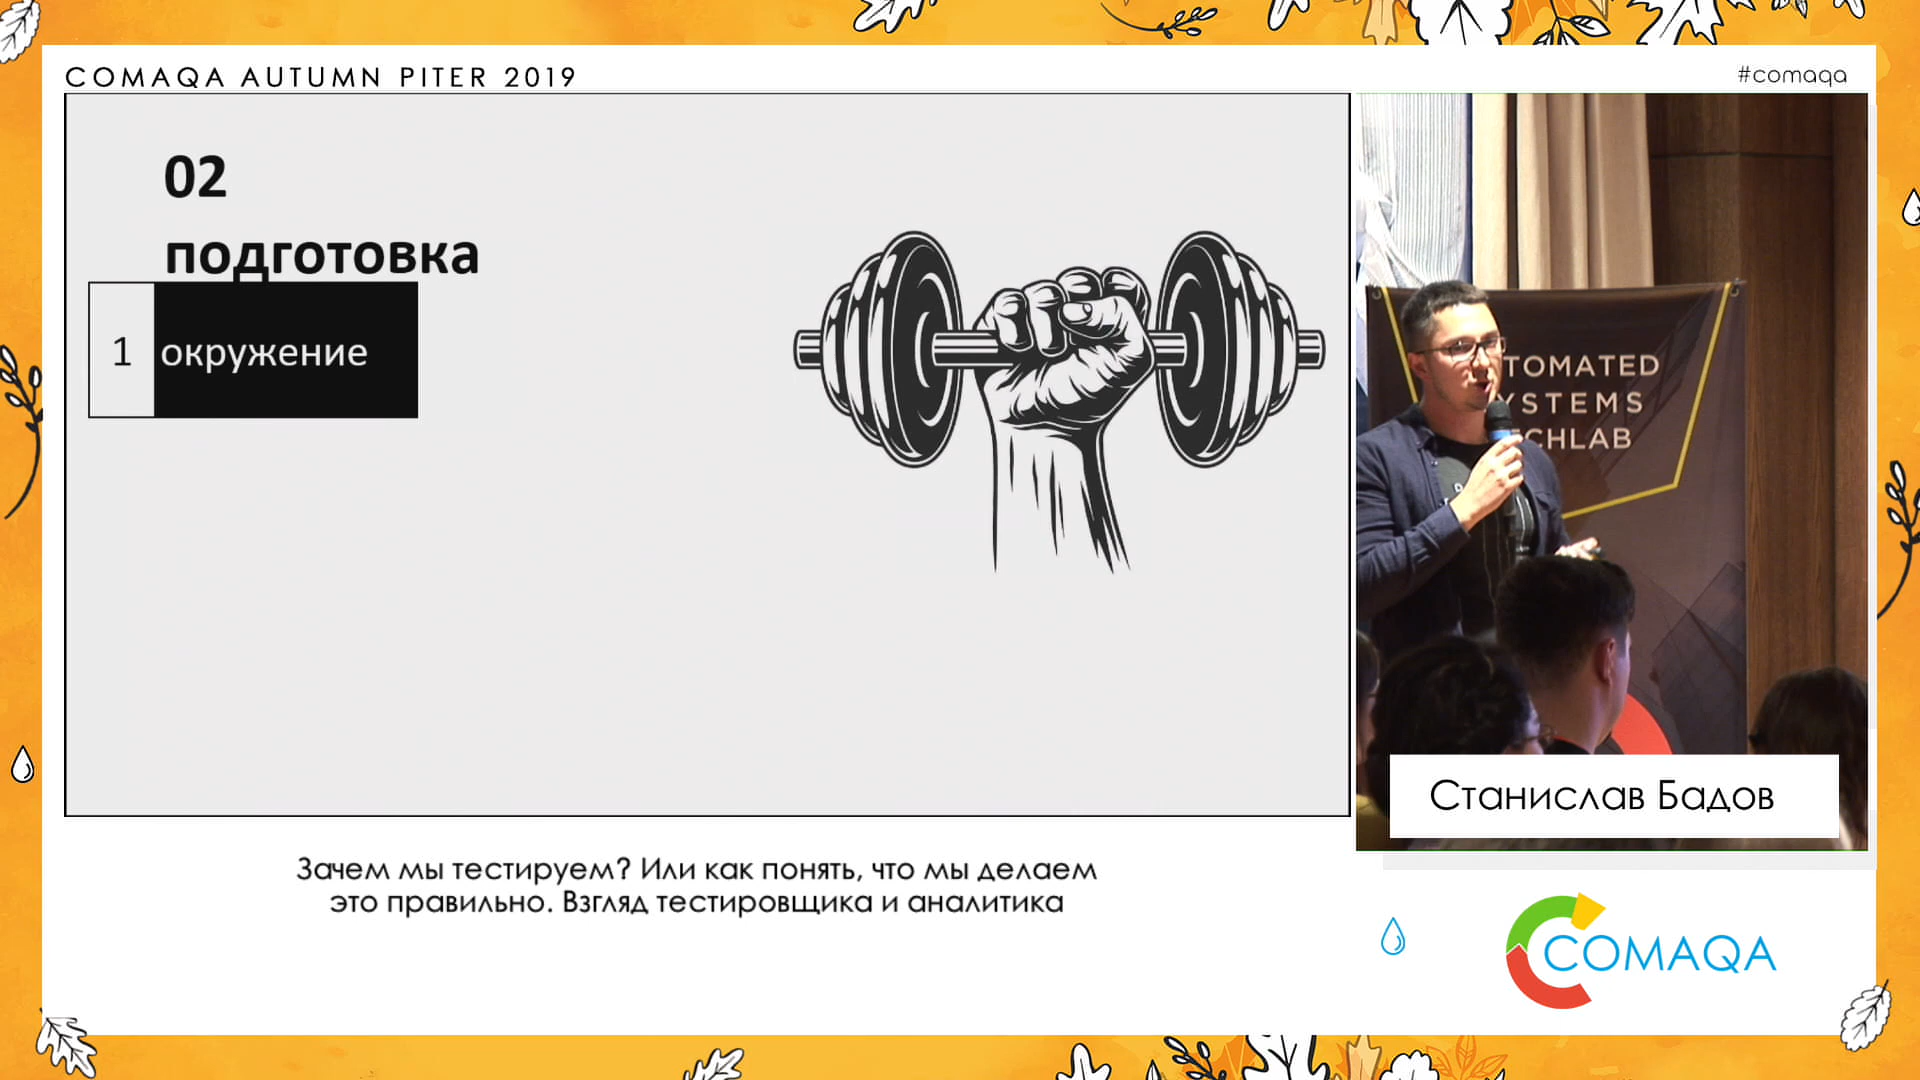 COMAQA AUTUMN PITER 2019
#comaqa
02
подготовка
1 окружение
TOMATED
YSTEMS
CHLAB
Станислав Бадов
Зачем мы тестируем? Или как понять, что мы делаем
это правильно. Взгляд тестировщика и аналитика
COMAQA